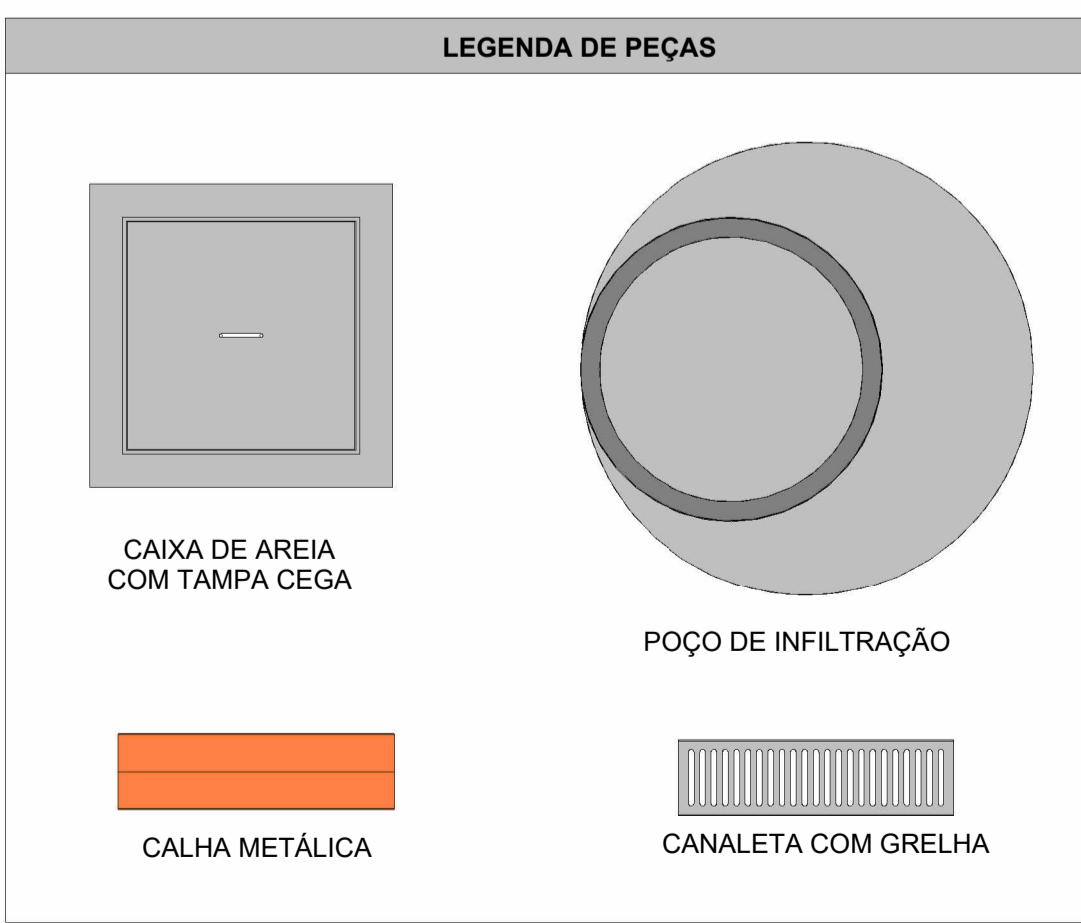 LEGENDA DE PEÇAS
CAIXA DE AREIA
COM TAMPA CEGA
POÇO DE INFILTRAÇÃO
CALHA METÁLICA
CANALETA COM GRELHA